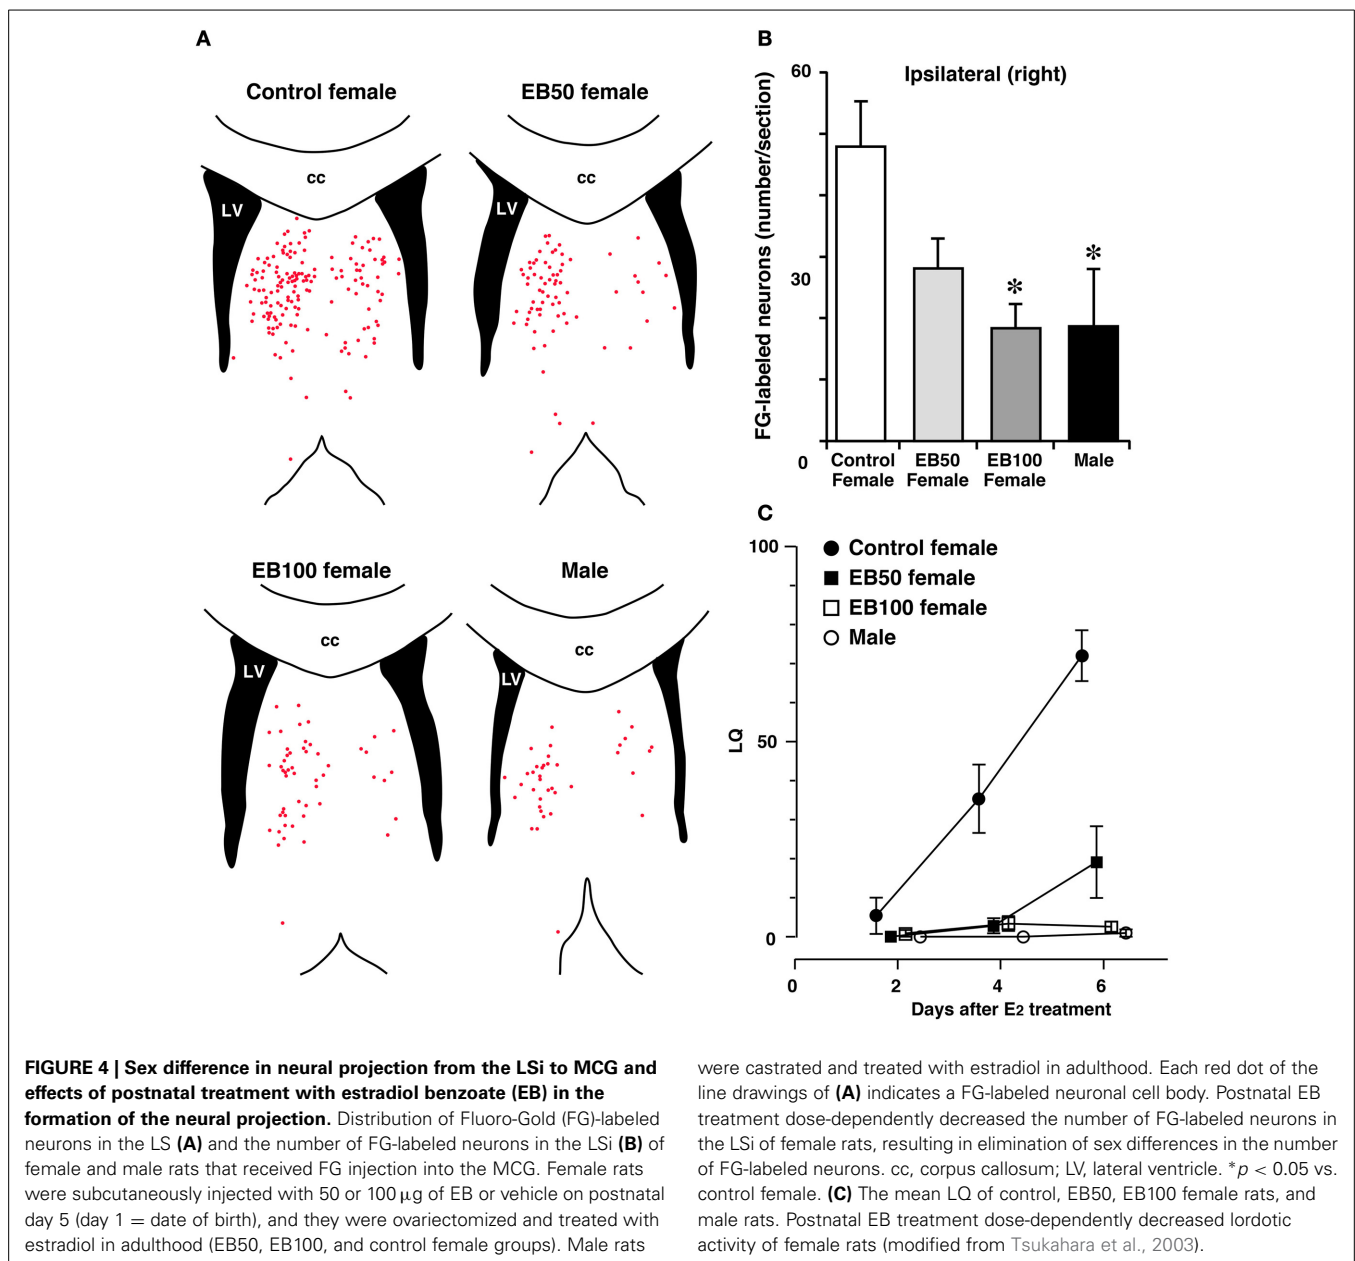 A
Control female
EB50 female
cc
cc
LV
LV
EB100 female
Male
cc
cc
LV
LV
B
Ipsilateral (right)
FG-labeled neurons (number/section)
60
30
0
Control Female
EB50 Female
EB100 Female
Male
*
*
C
LQ
100
50
0
Control female
EB50 female
EB100 female
Male
0 2 4 6
Days after E2 treatment
FIGURE 4 | Sex difference in neural projection from the LSi to MCG and
effects of postnatal treatment with estradiol benzoate (EB) in the
formation of the neural projection. Distribution of Fluoro-Gold (FG)-labeled
neurons in the LS (A) and the number of FG-labeled neurons in the LSi (B) of
female and male rats that received FG injection into the MCG. Female rats
were subcutaneously injected with 50 or 100 μg of EB or vehicle on postnatal
day 5 (day 1 = date of birth), and they were ovariectomized and treated with
estradiol in adulthood (EB50, EB100, and control female groups). Male rats
were castrated and treated with estradiol in adulthood. Each red dot of the
line drawings of (A) indicates a FG-labeled neuronal cell body. Postnatal EB
treatment dose-dependently decreased the number of FG-labeled neurons in
the LSi of female rats, resulting in elimination of sex differences in the number
of FG-labeled neurons. cc, corpus callosum; LV, lateral ventricle. *p < 0.05 vs.
control female. (C) The mean LQ of control, EB50, EB100 female rats, and
male rats. Postnatal EB treatment dose-dependently decreased lordotic
activity of female rats (modified from Tsukahara et al., 2003).